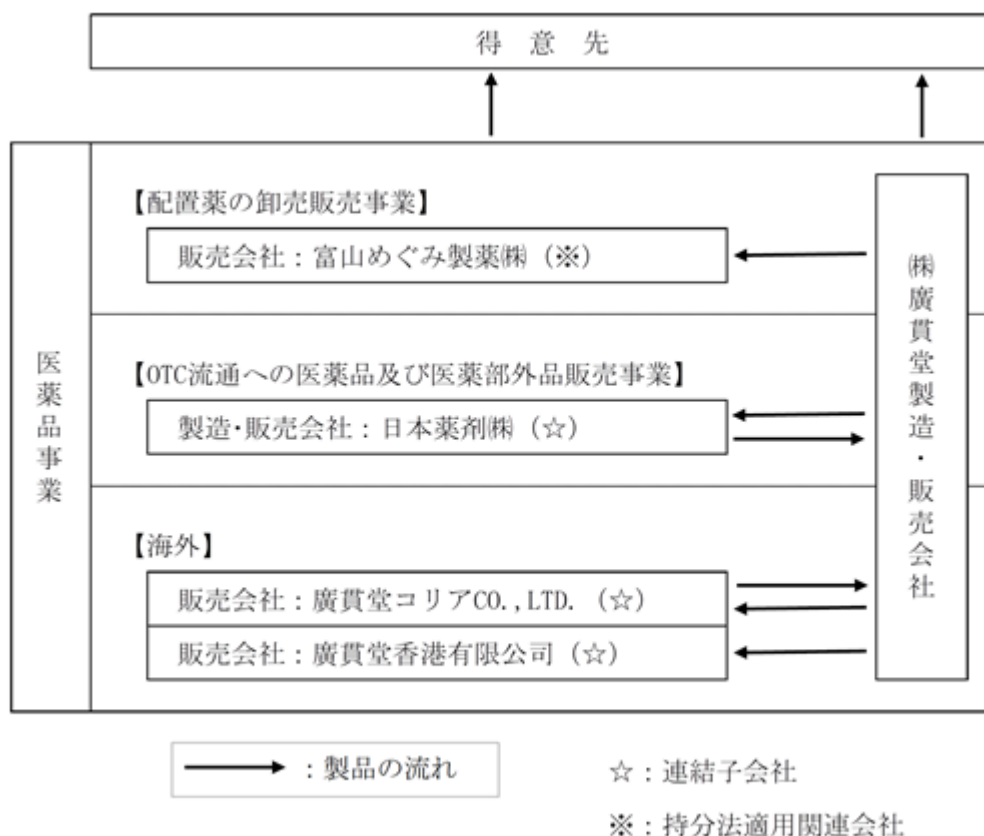 得意先
医薬品事業
【配置薬の卸売販売事業】
販売会社：富山めぐみ製薬㈱（※）
【OTC流通への医薬品及び医薬部外品販売事業】
製造・販売会社：日本薬剤㈱（☆）
【海外】
販売会社：廣貫堂コリアCO.,LTD.（☆）
販売会社：廣貫堂香港有限公司（☆）
㈱廣貫堂製造・販売会社
：製品の流れ
☆：連結子会社
※：持分法適用関連会社